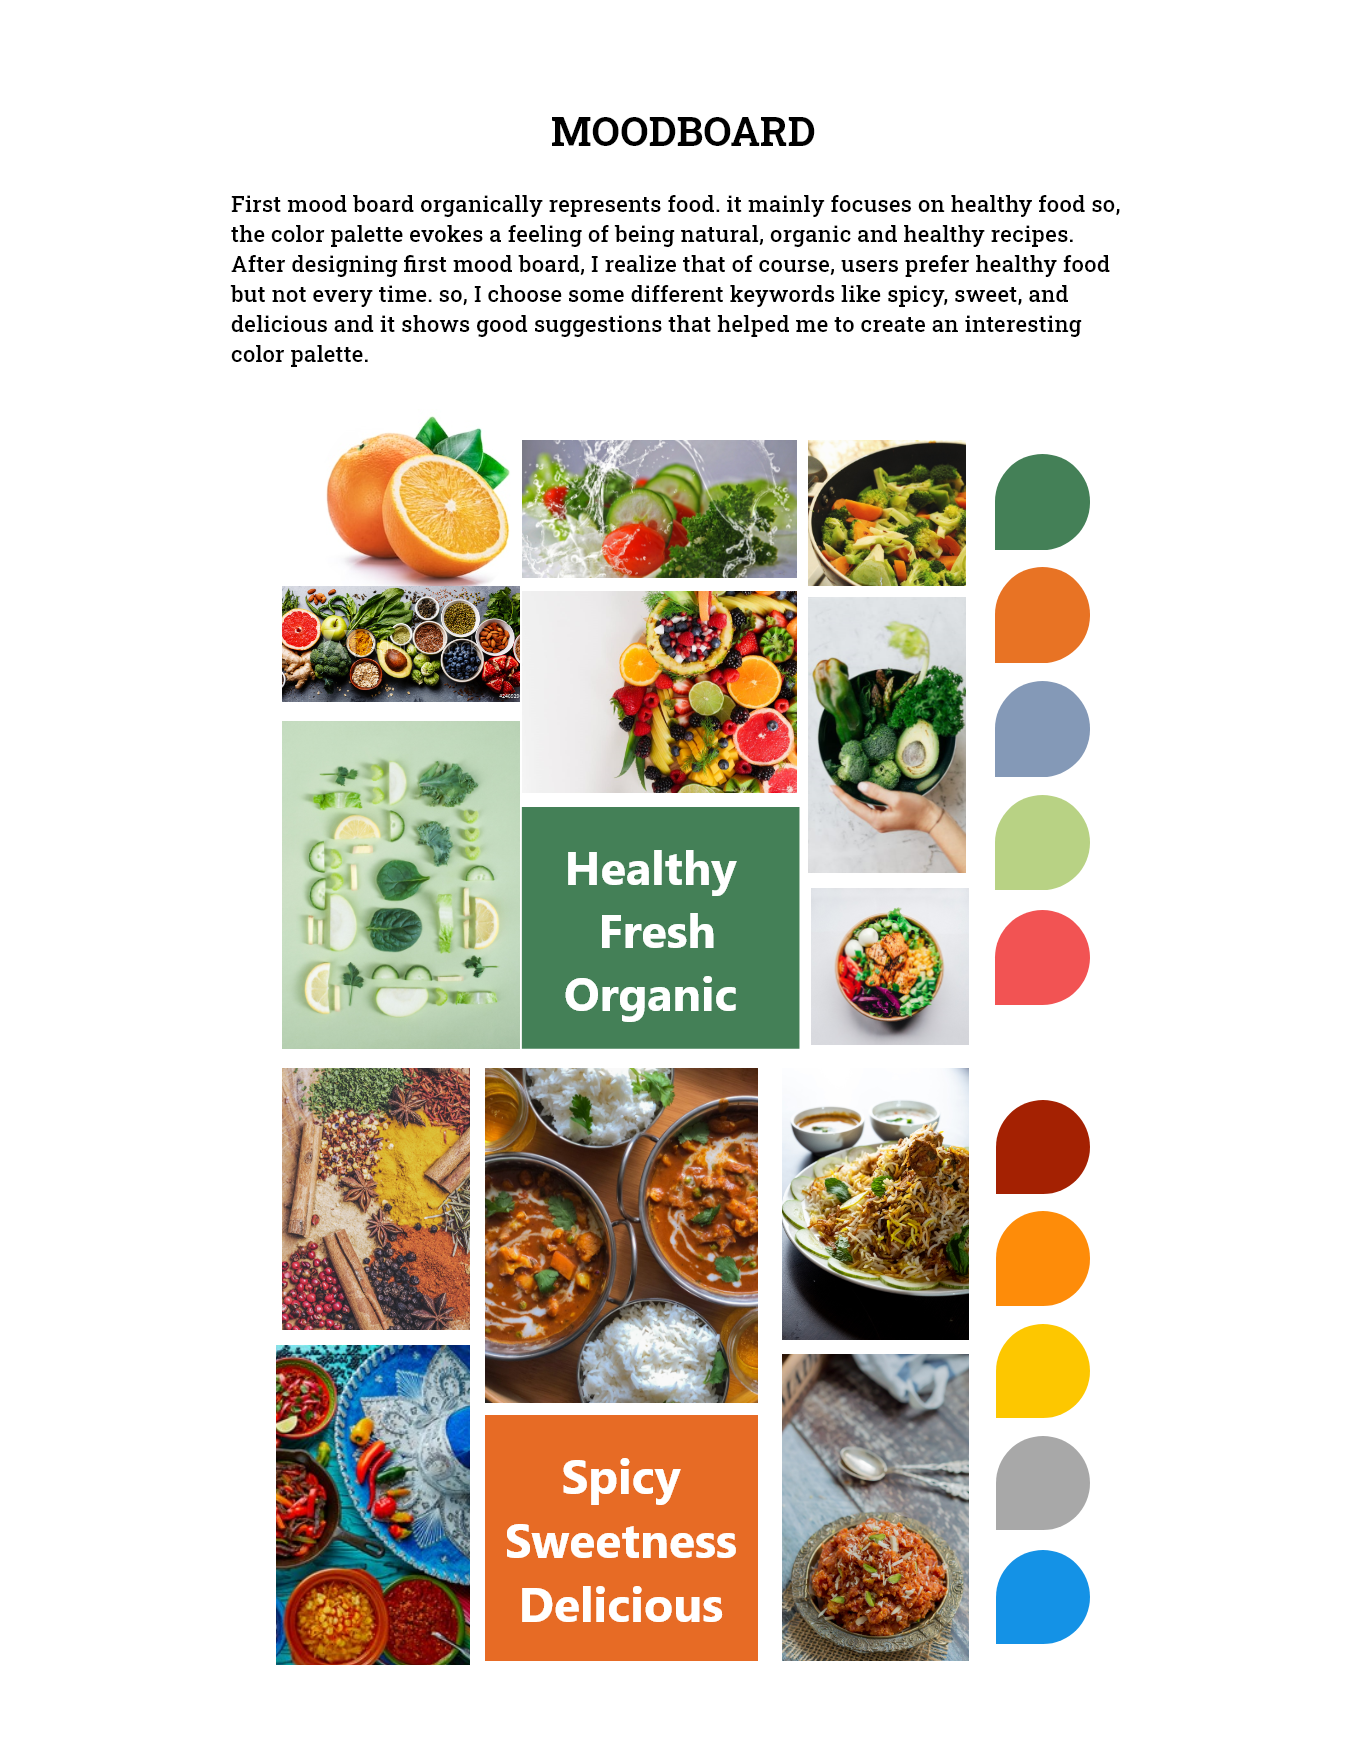 MOODBOARD
First mood board organically represents food. it mainly focuses on healthy food so,
the color palette evokes a feeling of being natural, organic and healthy recipes.
After designing first mood board, I realize that of course, users prefer healthy food
but not every time. so, I choose some different keywords like spicy, sweet, and
delicious and it shows good suggestions that helped me to create an interesting
color palette.
Healthy
Fresh
Organic
Spicy
Sweetness
Delicious